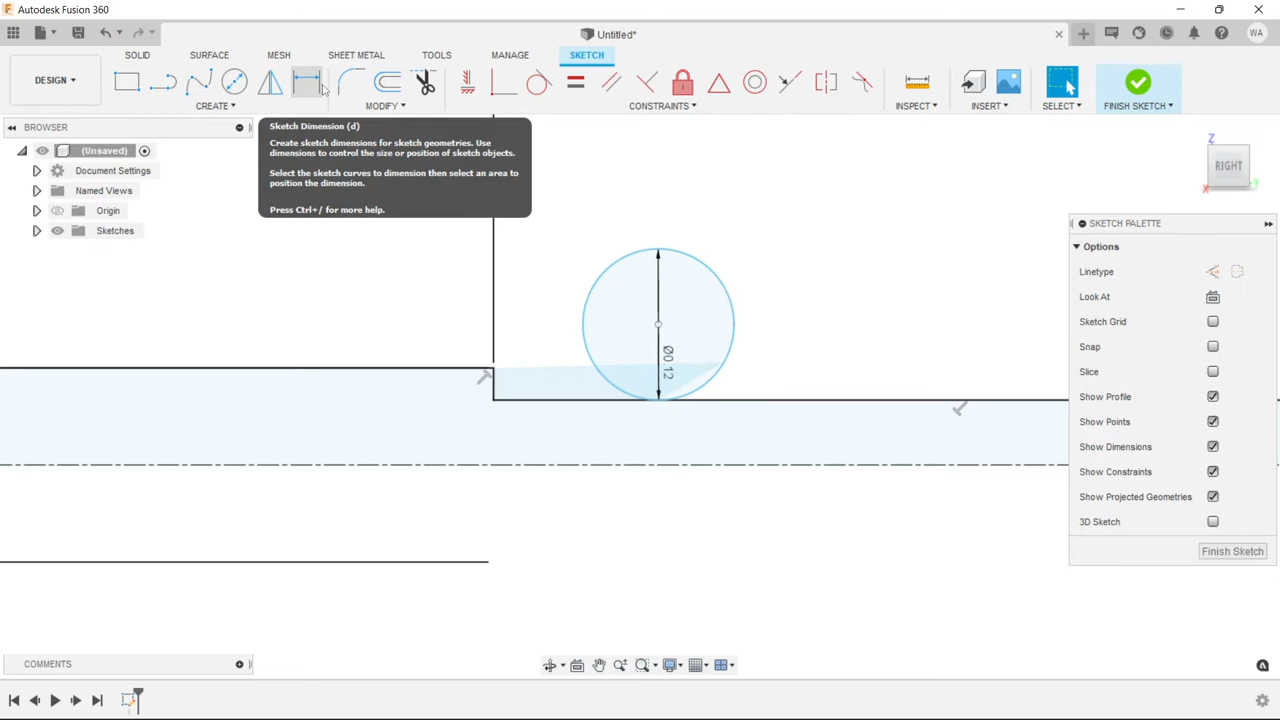 Autodesk Fusion 360
Untitled*
WA
DESIGN
SOLID SURFACE MESH SHEET METAL TOOLS MANAGE SKETCH
CREATE MODIFY CONSTRAINTS INSPECT INSERT SELECT FINISH SKETCH
BROWSER
(Unsaved)
Document Settings
Named Views
Origin
Sketches
Sketch Dimension (d)
Create sketch dimensions for sketch geometries. Use
dimensions to control the size or position of sketch objects.
Select the sketch curves to dimension then select an area to
position the dimension.
Press Ctrl+/ for more help.
Z
RIGHT
X
Y
Ø0.12
SKETCH PALETTE
Options
Linetype
Look At
Sketch Grid
Snap
Slice
Show Profile
Show Points
Show Dimensions
Show Constraints
Show Projected Geometries
3D Sketch
Finish Sketch
COMMENTS